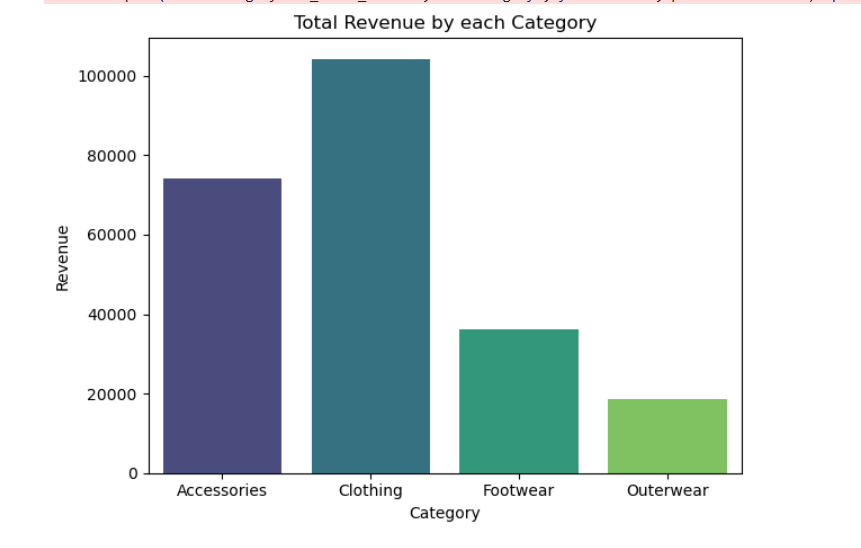 Total Revenue by each Category
100000
80000
60000
40000
20000
0
Revenue
Accessories Clothing Footwear Outerwear
Category